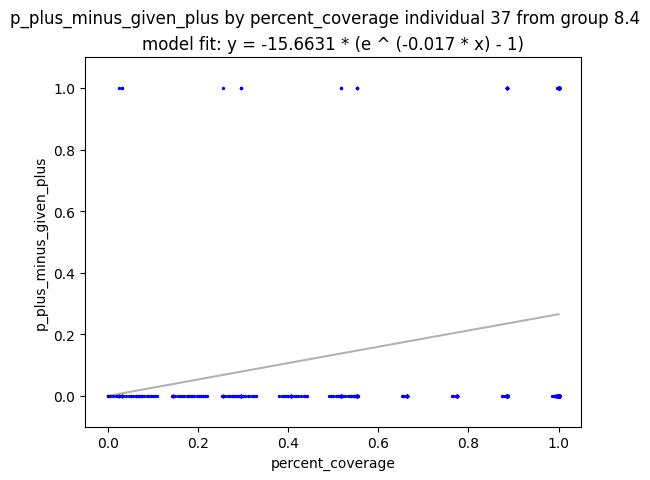 p_plus_minus_given_plus by percent_coverage individual 37 from group 8.4
model fit: y = -15.6631 * (e ^ (-0.017 * x) - 1)
p_plus_minus_given_plus
1.0
0.8
0.6
0.4
0.2
0.0
0.0 0.2 0.4 0.6 0.8 1.0
percent_coverage